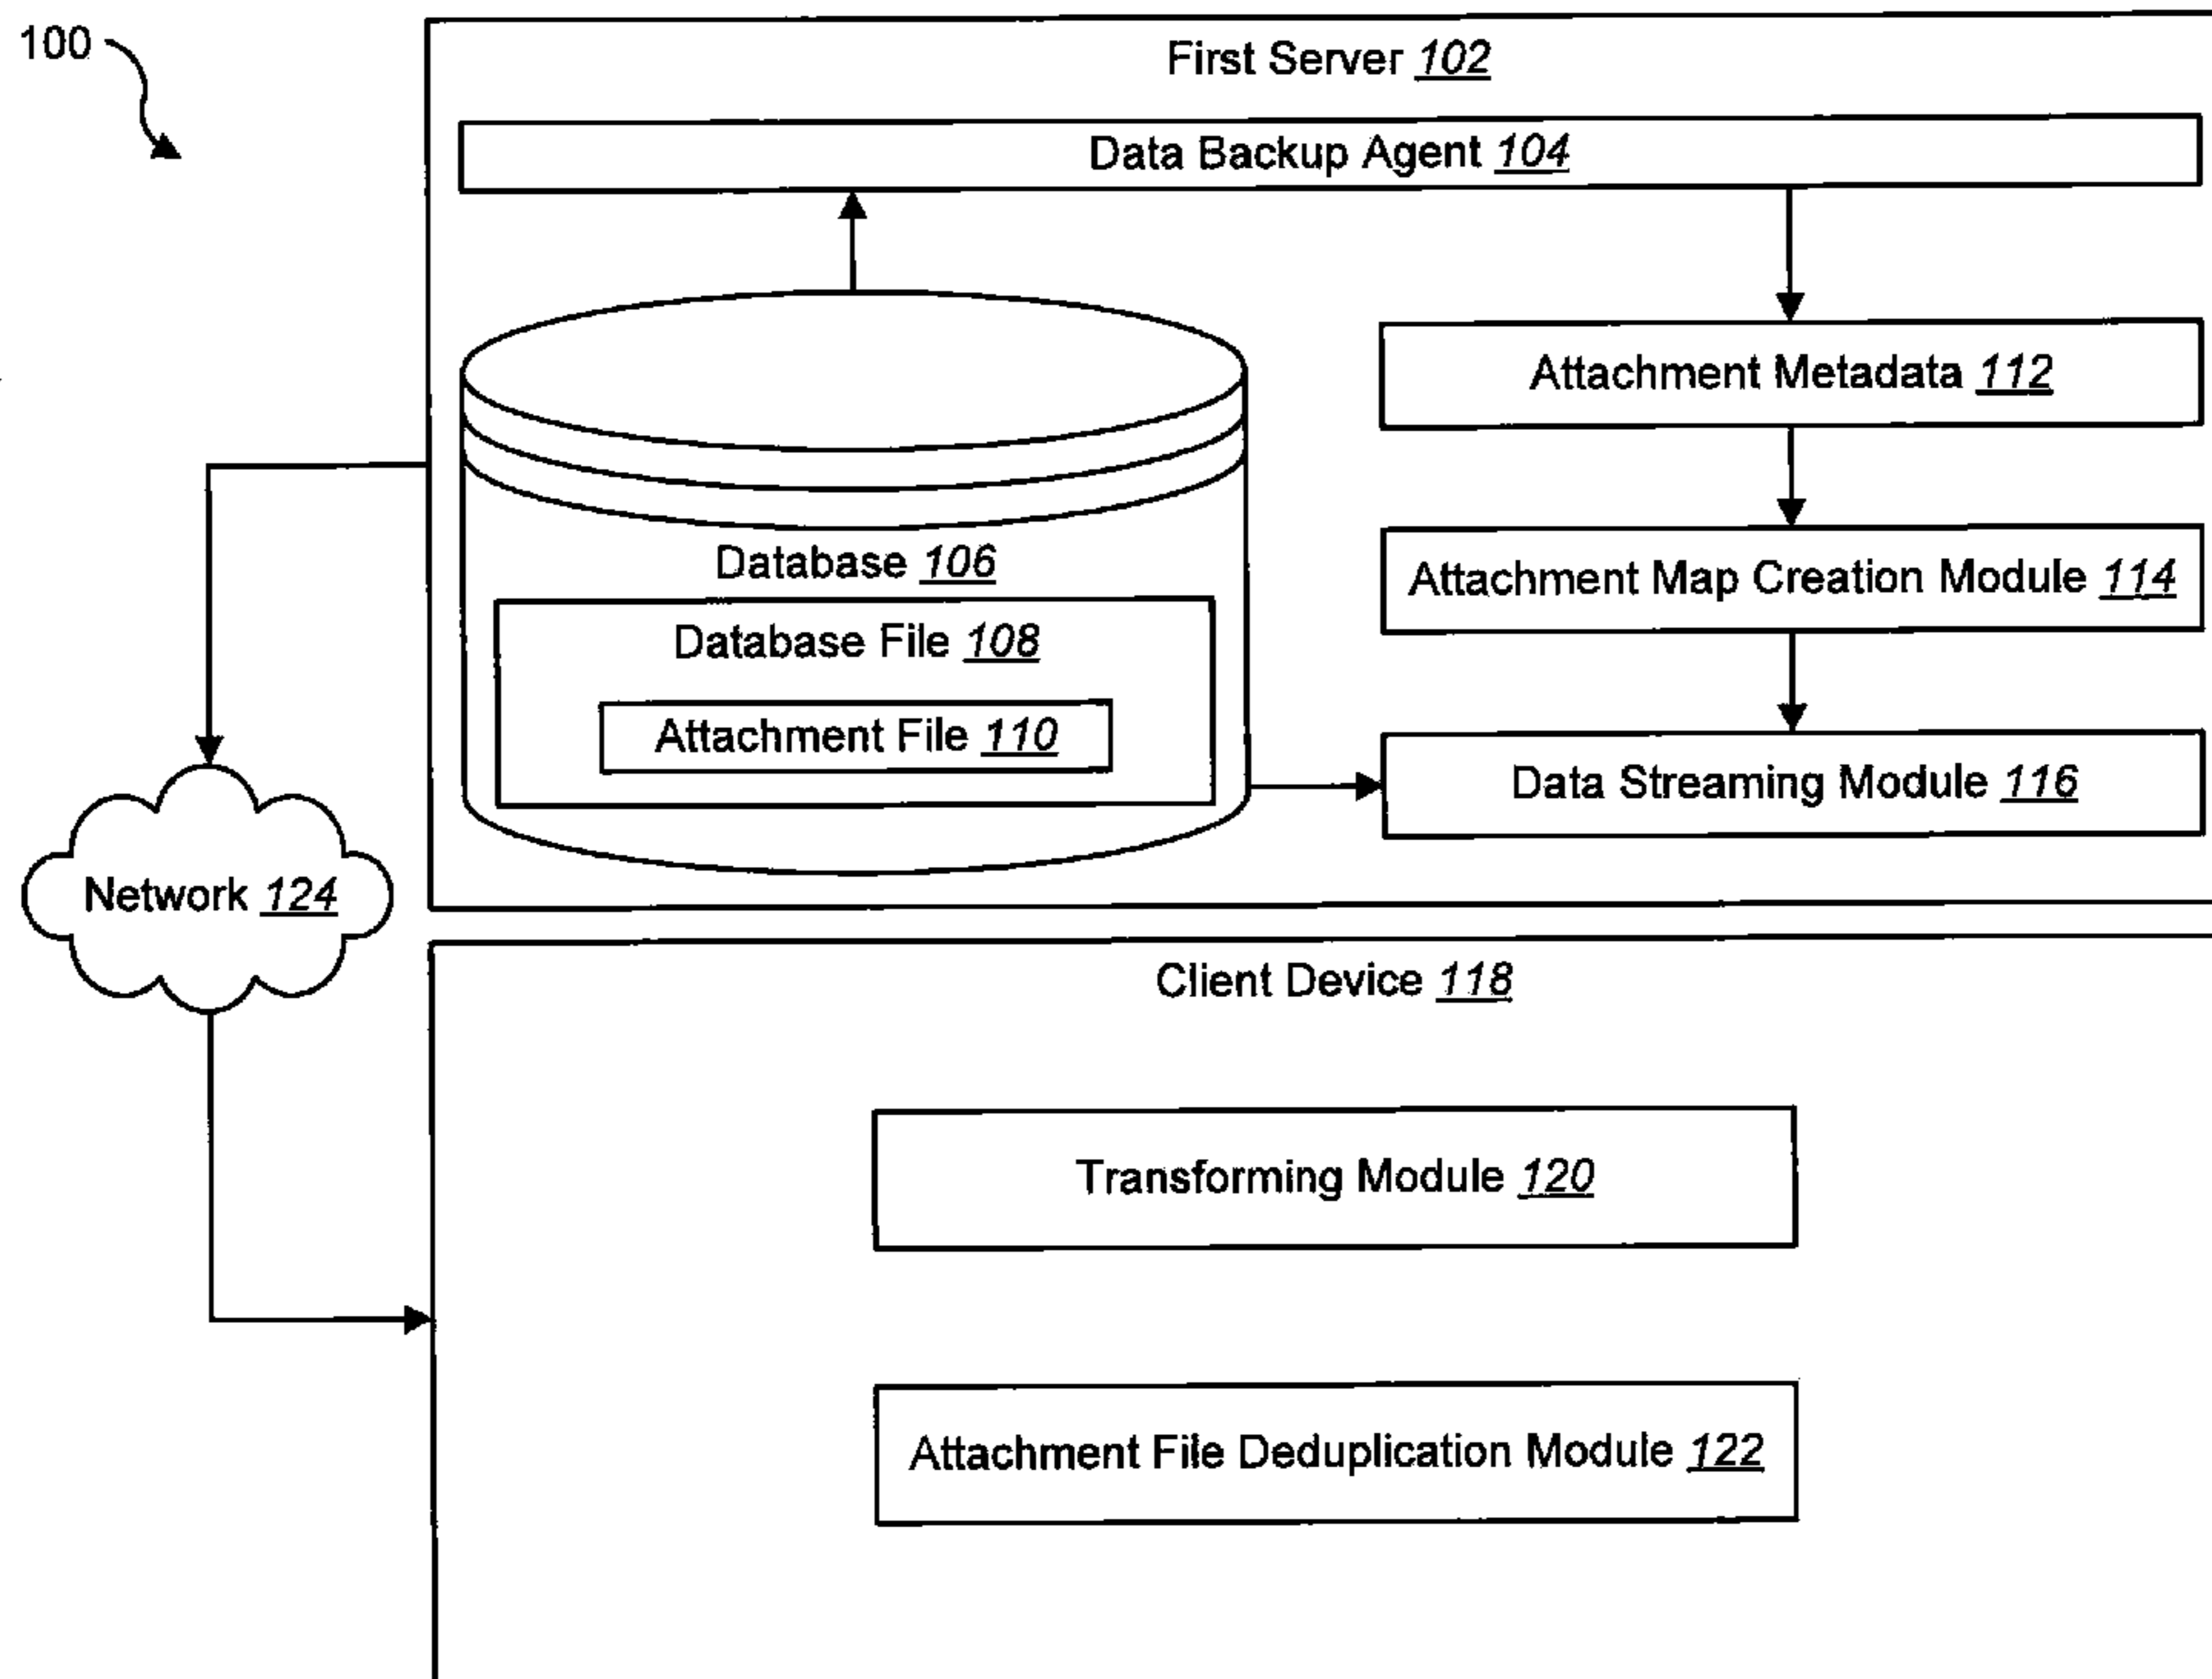 100
First Server 102
Data Backup Agent 104
Attachment Metadata 112
Database 106
Attachment Map Creation Module 114
Database File 108
Attachment File 110
Data Streaming Module 116
Network 124
Client Device 118
Transforming Module 120
Attachment File Deduplication Module 122